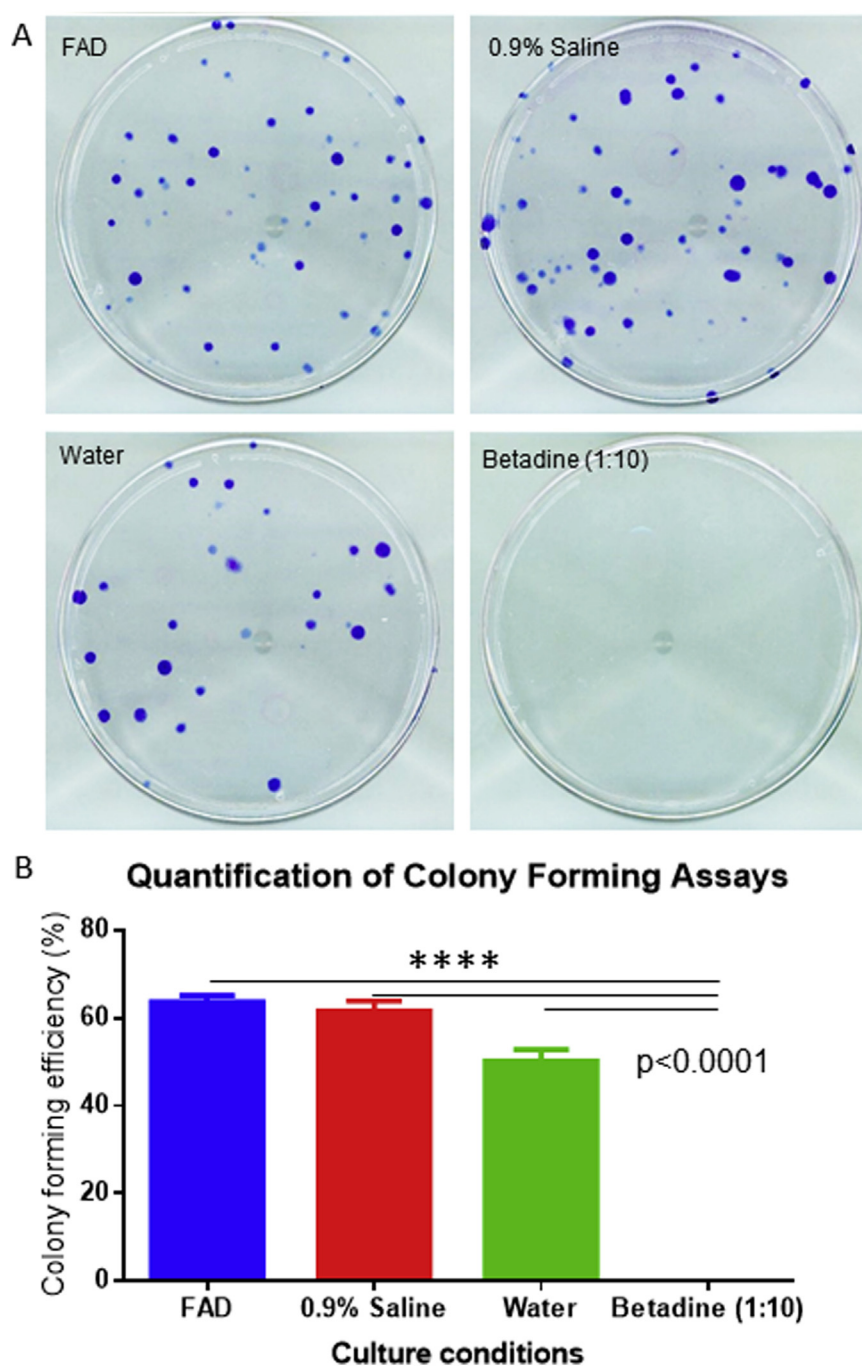 A
FAD
0.9% Saline
Water
Betadine (1:10)
B
Quantification of Colony Forming Assays
Colony forming efficiency (%)
80
60
40
20
0
****
p<0.0001
FAD
0.9% Saline
Water
Betadine (1:10)
Culture conditions